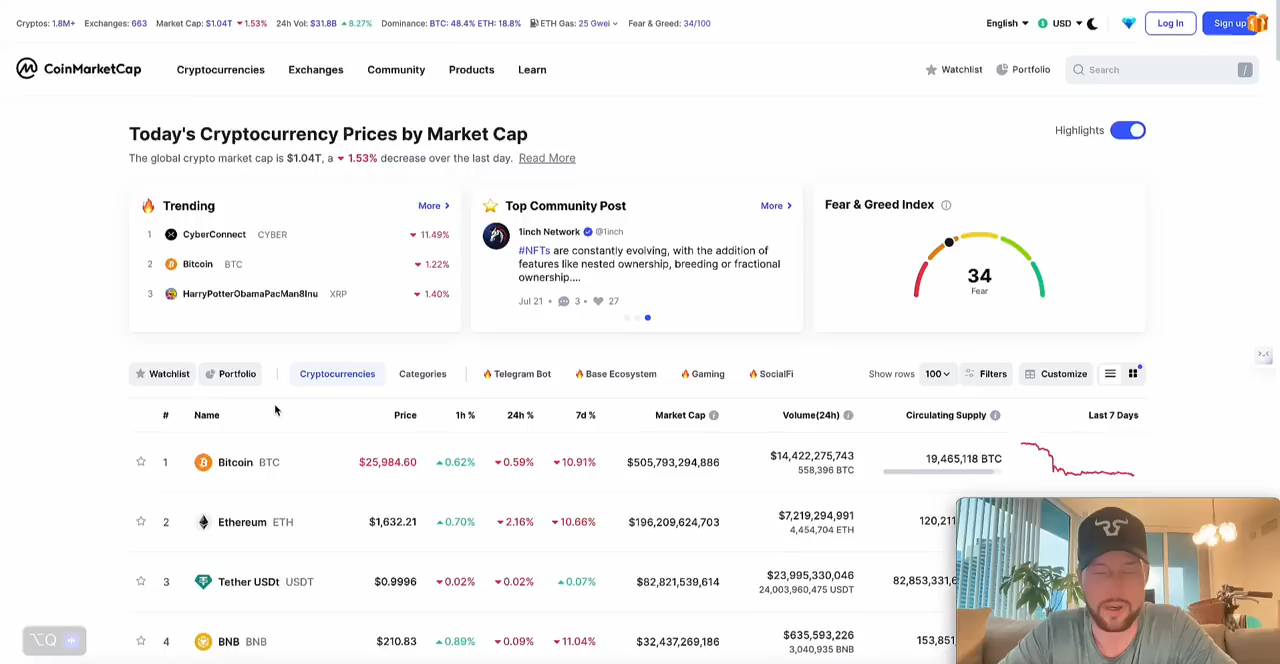 Cryptos: 1.8M+ Exchanges: 663 Market Cap: $1.04T 1.53% 24h Vol: $31.8B 8.27% Dominance: BTC: 48.4% ETH: 18.8% ETH Gas: 25 Gwei Fear & Greed: 34/100 English USD Log In Sign up
CoinMarketCap Cryptocurrencies Exchanges Community Products Learn Watchlist Portfolio Search /
Today's Cryptocurrency Prices by Market Cap Highlights
The global crypto market cap is $1.04T, a 1.53% decrease over the last day. Read More
Trending More
1 CyberConnect CYBER 11.49%
2 Bitcoin BTC 1.22%
3 HarryPotterObamaPacMan8Inu XRP 1.40%
Top Community Post More
1inch Network @1inch
#NFTs are constantly evolving, with the addition of
features like nested ownership, breeding or fractional
ownership....
Jul 21 • 3 • 27
Fear & Greed Index
34
Fear
Watchlist Portfolio Cryptocurrencies Categories Telegram Bot Base Ecosystem Gaming SocialFi Show rows 100 Filters Customize
# Name Price 1h % 24h % 7d % Market Cap Volume(24h) Circulating Supply Last 7 Days
1 Bitcoin BTC $25,984.60 0.62% 0.59% 10.91% $505,793,294,886 $14,422,275,743 19,465,118 BTC
558,396 BTC
2 Ethereum ETH $1,632.21 0.70% 2.16% 10.66% $196,209,624,703 $7,219,294,991 120,211
4,454,704 ETH
3 Tether USDt USDT $0.9996 0.02% 0.02% 0.07% $82,821,539,614 $23,995,330,046 82,853,331,6
24,003,960,475 USDT
4 BNB BNB $210.83 0.89% 0.09% 11.04% $32,437,269,186 $635,593,226 153,851
3,040,935 BNB
⌥Q